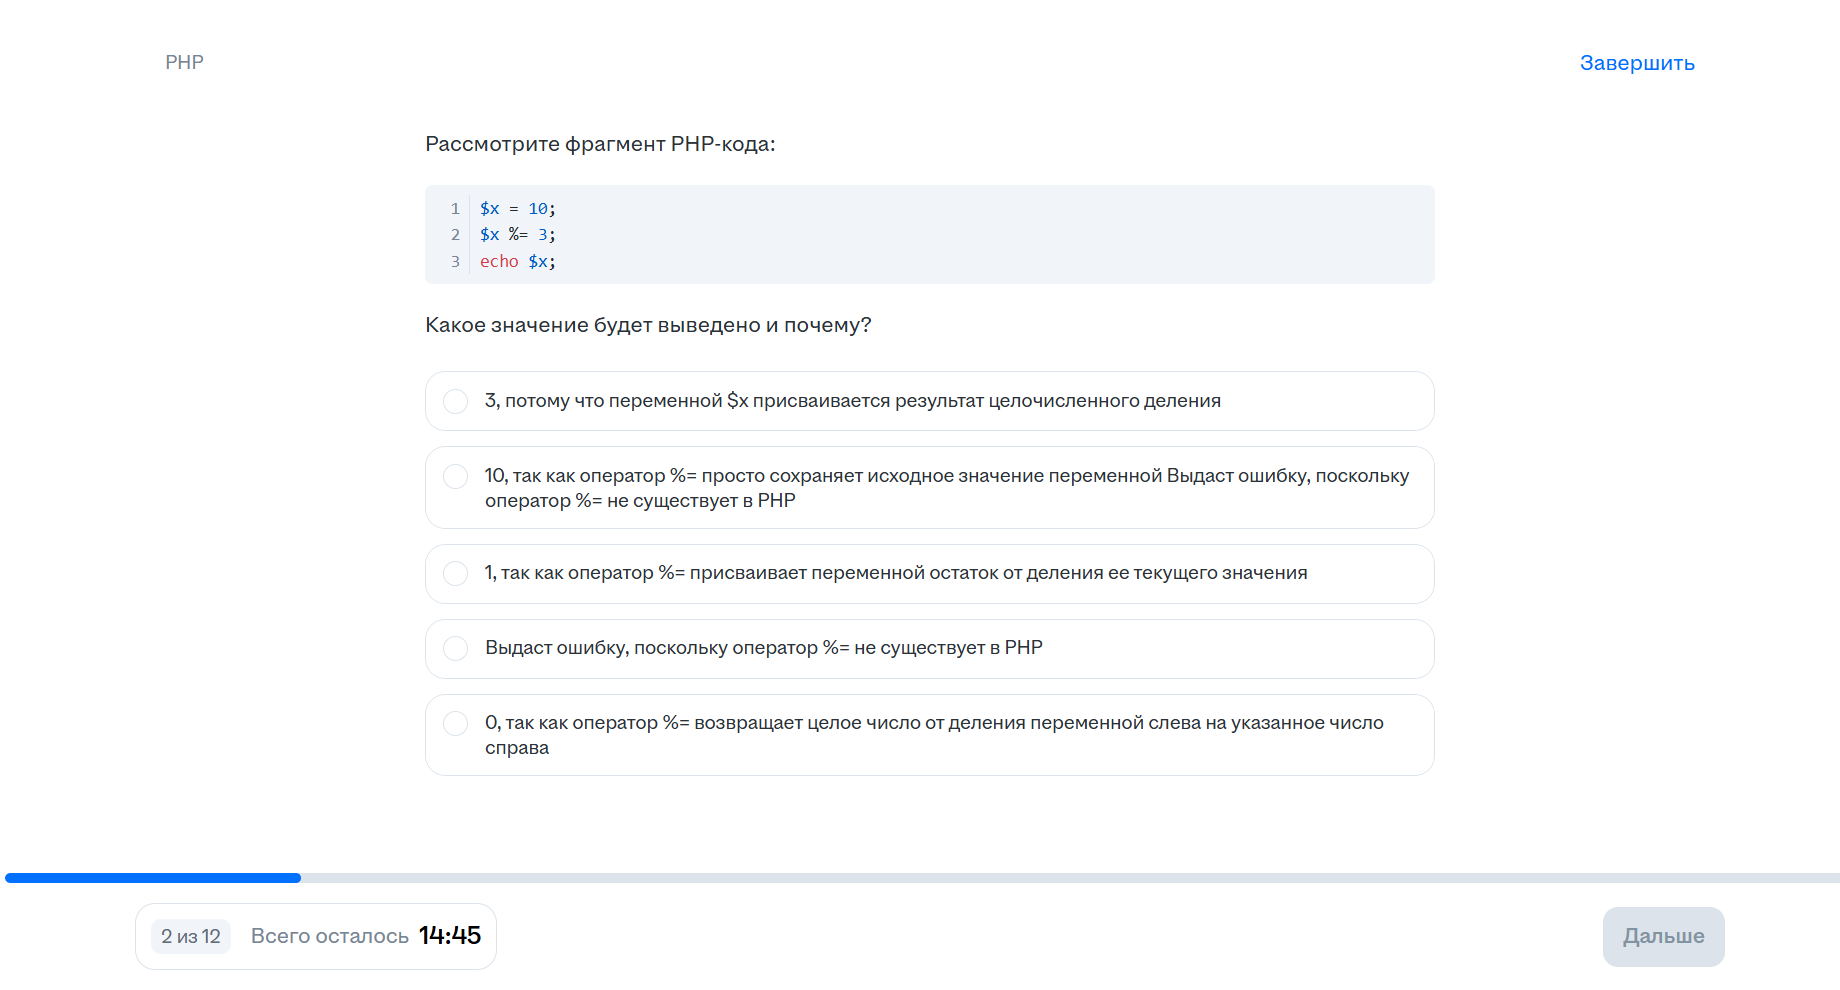 PHP
Завершить
Рассмотрите фрагмент PHP-кода:
1 $x = 10;
2 $x %= 3;
3 echo $x;
Какое значение будет выведено и почему?
3, потому что переменной $x присваивается результат целочисленного деления
10, так как оператор %= просто сохраняет исходное значение переменной Выдаст ошибку, поскольку
оператор %= не существует в PHP
1, так как оператор %= присваивает переменной остаток от деления ее текущего значения
Выдаст ошибку, поскольку оператор %= не существует в PHP
0, так как оператор %= возвращает целое число от деления переменной слева на указанное число
справа
2 из 12 Всего осталось 14:45
Дальше